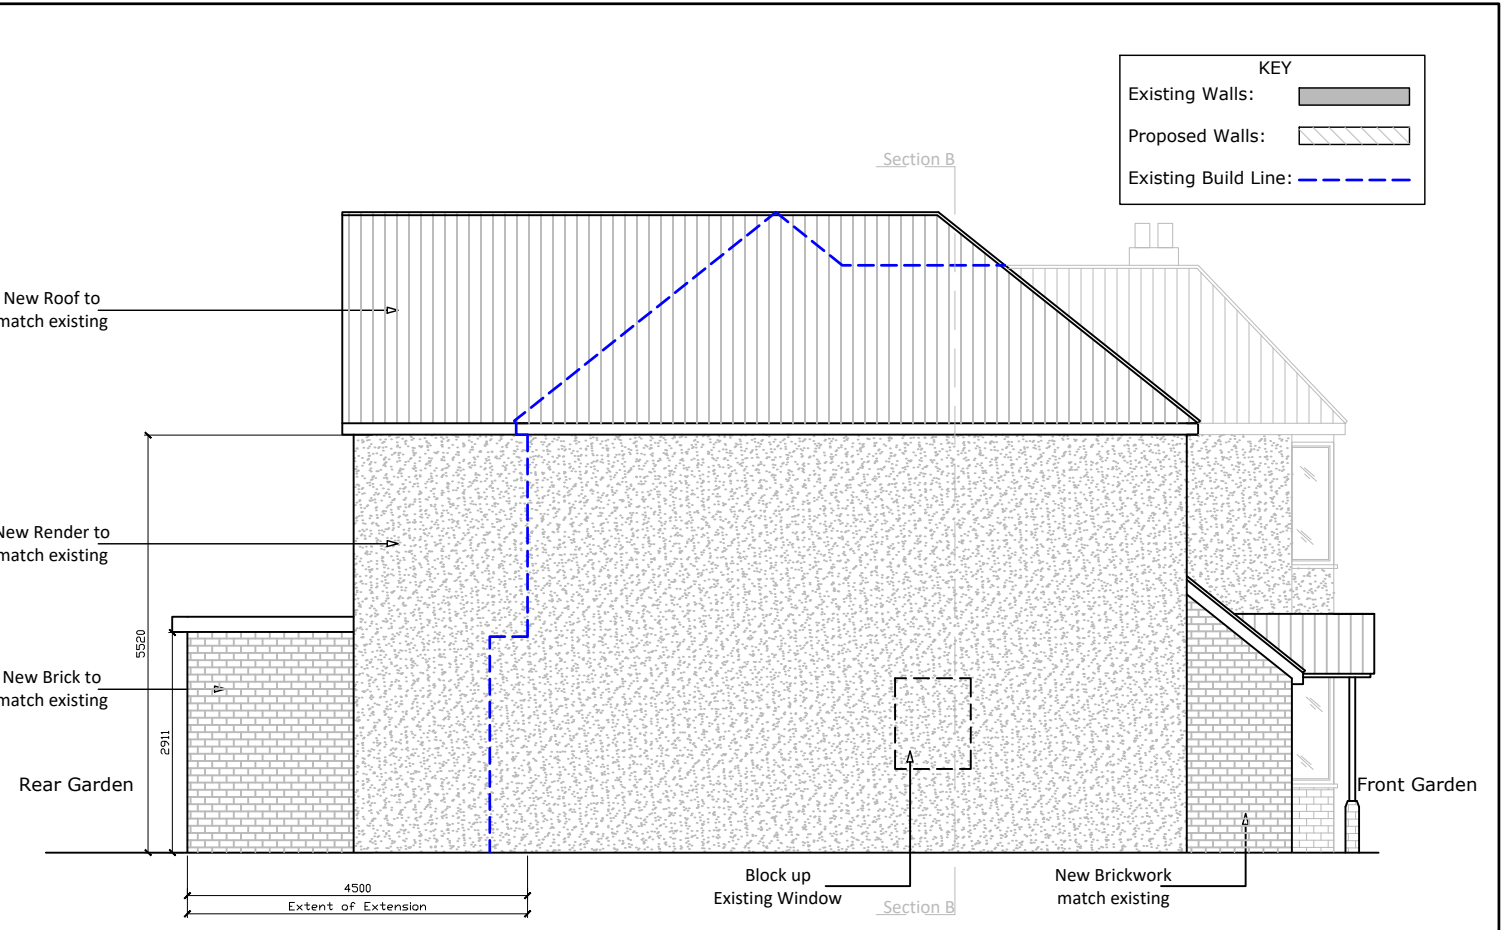 KEY
Existing Walls:
Proposed Walls:
Existing Build Line:
Section B
New Roof to
match existing
New Render to
match existing
5520
New Brick to
match existing
2911
Rear Garden
Front Garden
4500
Extent of Extension
Block up
Existing Window
New Brickwork
match existing
Section B